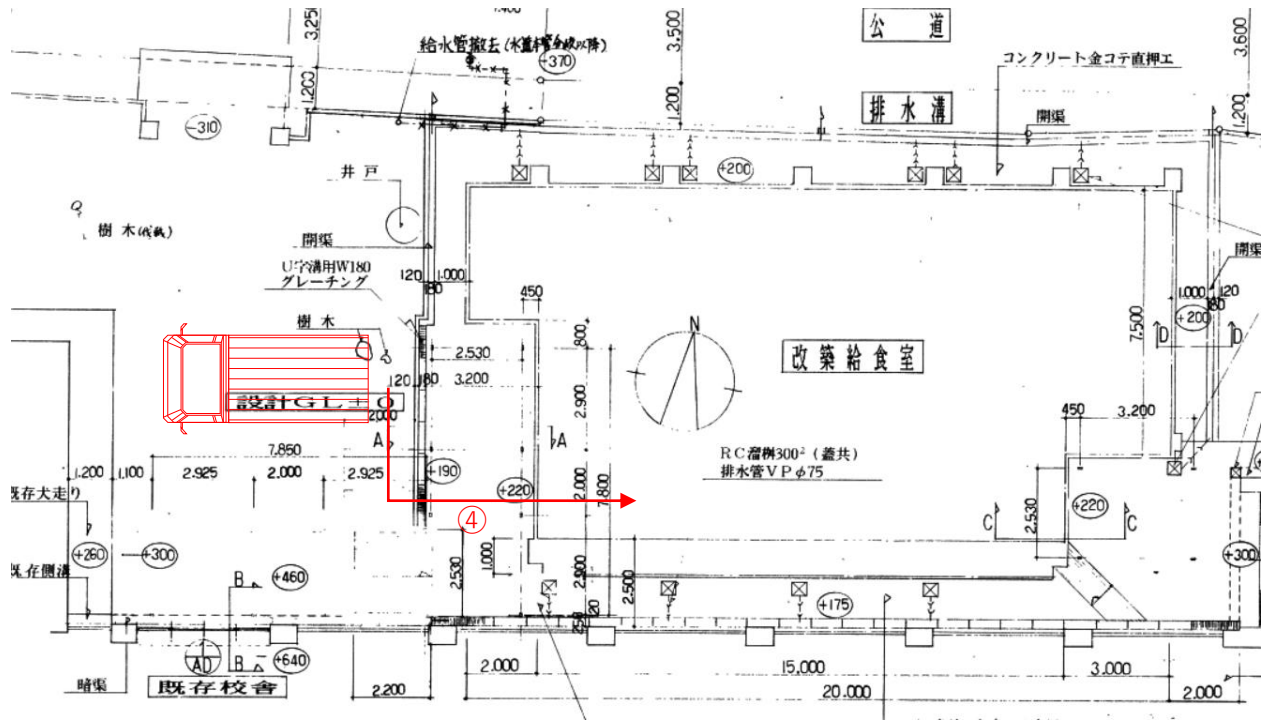 公道
3.250
3.500
3.600
給水管撤去(水道本管分岐以降)
+370
コンクリート金コテ直押エ
1.200
1.200
1.200
排水溝
開渠
-310
井戸
+200
樹木(伐採)
開渠
開渠
U字溝用W180
グレーチング
120
180
1.000
450
1.000
120
180
+200
7.500
樹木
2.530
800
N
改築給食室
D
D
120
180
3.200
設計GL±0
2.000
2.900
450
3.200
A
A
7.850
RC溜桝300²(蓋共)
排水管VPφ75
1.200
1.100
2.925
2.000
2.925
+190
+220
2.000
7.800
④
既存犬走り
C
C
2.530
+220
+260
+300
+300
既存側溝
2.530
1.000
2.900
2.500
B
+460
+175
250
120
AD
B
+640
暗渠
既存校舎
2.200
2.000
15.000
3.000
20.000
2.000